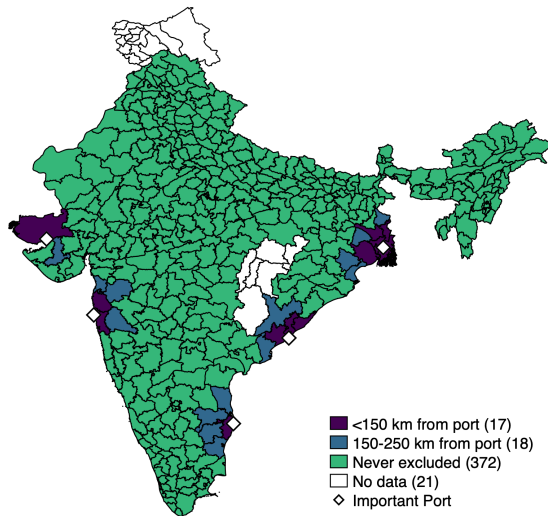 <150 km from port (17)
150-250 km from port (18)
Never excluded (372)
No data (21)
Important Port